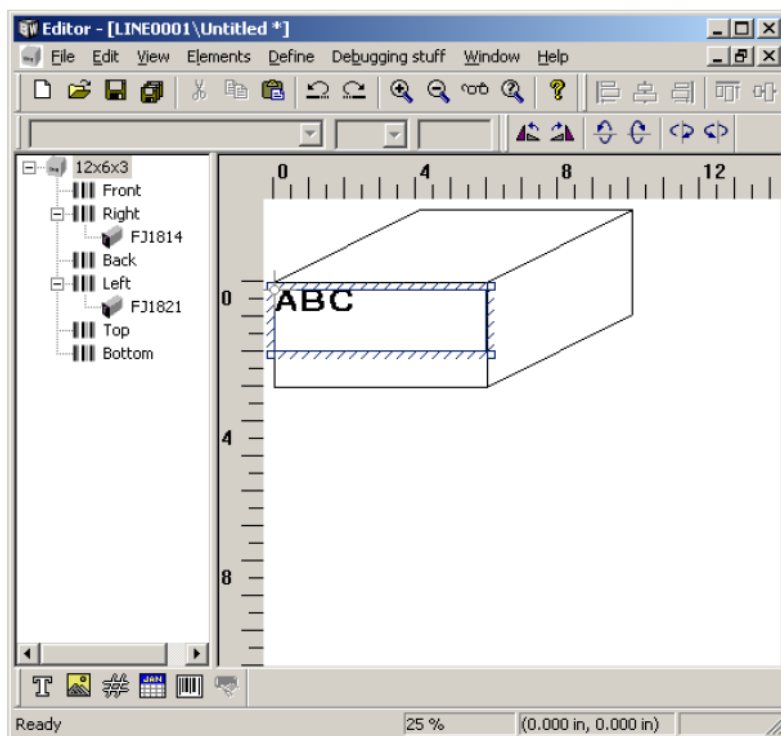 Editor - [LINE0001\Untitled *]
File Edit View Elements Define Debugging stuff Window Help
12x6x3
Front
Right
FJ1814
Back
Left
FJ1821
Top
Bottom
0 4 8 12
0
4
8
ABC
JAN
Ready 25 % (0.000 in, 0.000 in)